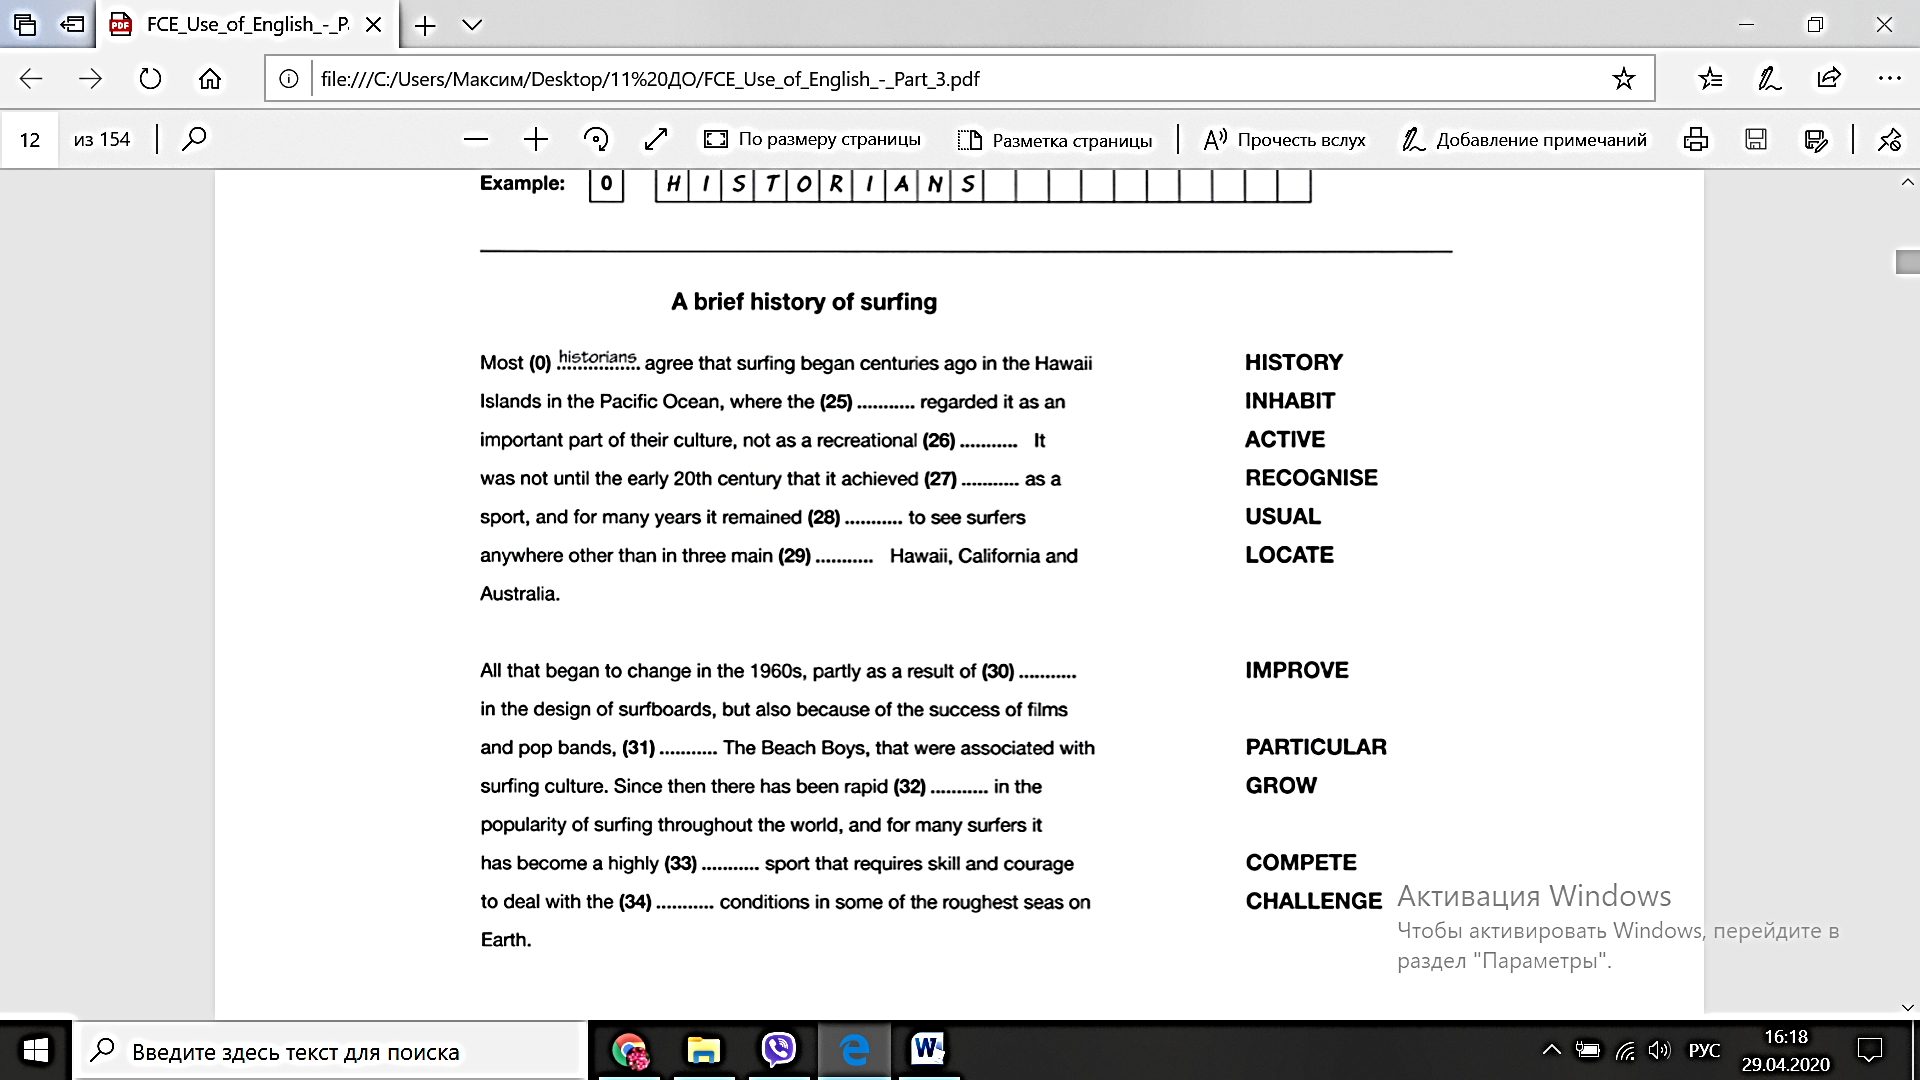 FCE_Use_of_English_-_P
file:///C:/Users/Максим/Desktop/11%20ДО/FCE_Use_of_English_-_Part_3.pdf
12 из 154 По размеру страницы Разметка страницы Прочесть вслух Добавление примечаний
Example: 0 H I S T O R I A N S
A brief history of surfing
Most (0) historians agree that surfing began centuries ago in the Hawaii HISTORY
Islands in the Pacific Ocean, where the (25) ........... regarded it as an INHABIT
important part of their culture, not as a recreational (26) ........... It ACTIVE
was not until the early 20th century that it achieved (27) ........... as a RECOGNISE
sport, and for many years it remained (28) ........... to see surfers USUAL
anywhere other than in three main (29) ........... Hawaii, California and LOCATE
Australia.
All that began to change in the 1960s, partly as a result of (30) ........... IMPROVE
in the design of surfboards, but also because of the success of films
and pop bands, (31) ........... The Beach Boys, that were associated with PARTICULAR
surfing culture. Since then there has been rapid (32) ........... in the GROW
popularity of surfing throughout the world, and for many surfers it
has become a highly (33) ........... sport that requires skill and courage COMPETE
to deal with the (34) ........... conditions in some of the roughest seas on CHALLENGE
Earth.
Активация Windows
Чтобы активировать Windows, перейдите в
раздел "Параметры".
Введите здесь текст для поиска
РУС
16:18
29.04.2020